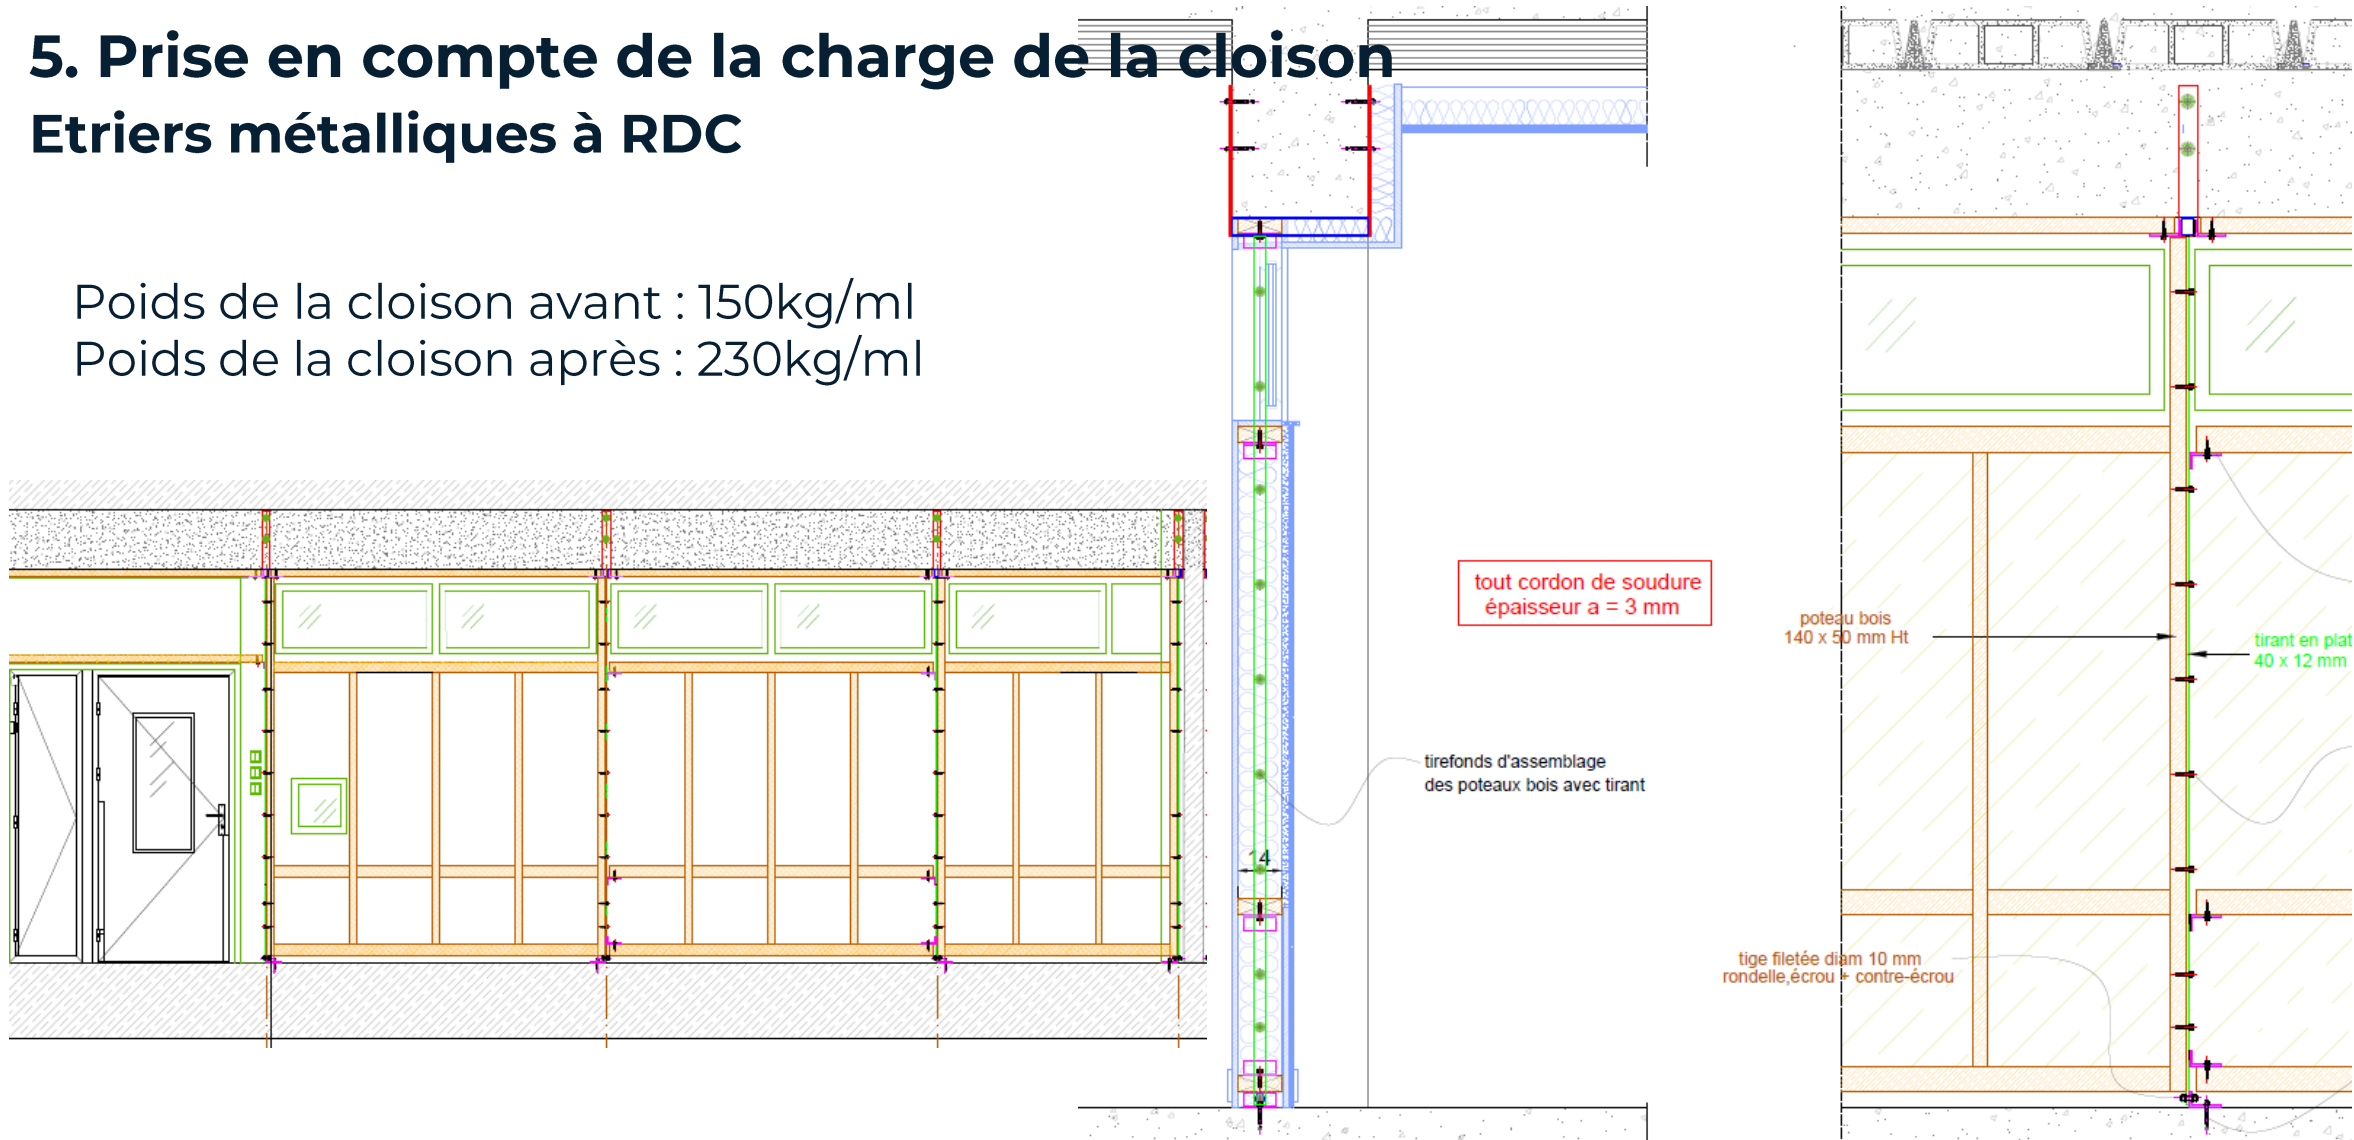 5. Prise en compte de la charge de la cloison
Etriers métalliques à RDC
Poids de la cloison avant : 150kg/ml
Poids de la cloison après : 230kg/ml
tout cordon de soudure
épaisseur a = 3 mm
poteau bois
140 x 50 mm Ht
tirant en plat
40 x 12 mm
tirefonds d'assemblage
des poteaux bois avec tirant
14
tige filetée diam 10 mm
rondelle,écrou + contre-écrou